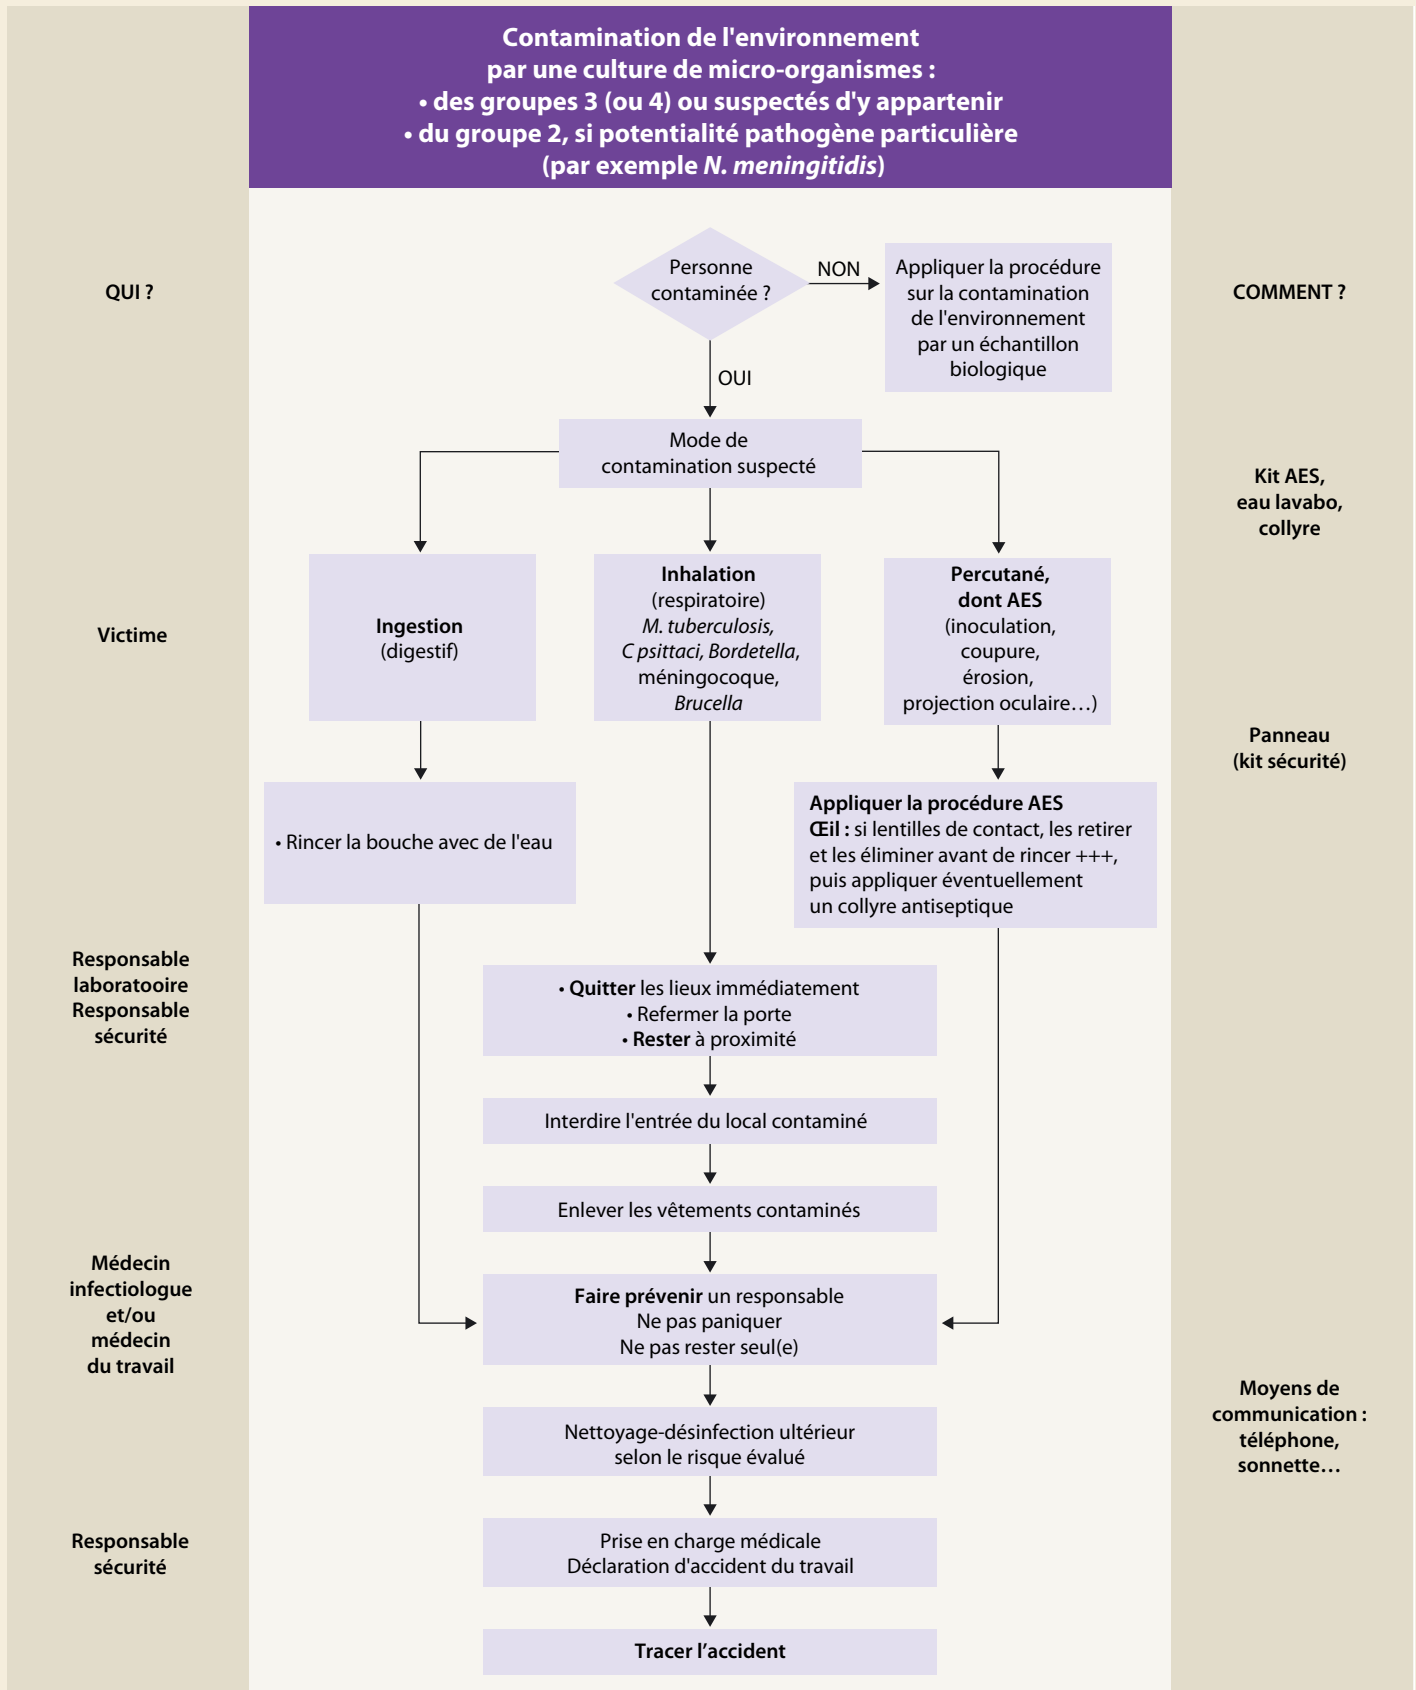 Contamination de l'environnement
par une culture de micro-organismes :
• des groupes 3 (ou 4) ou suspectés d'y appartenir
• du groupe 2, si potentialité pathogène particulière
(par exemple N. meningitidis)
QUI ?
Personne
contaminée ?
NON
Appliquer la procédure
sur la contamination
de l'environnement
par un échantillon
biologique
COMMENT ?
OUI
Mode de
contamination suspecté
Kit AES,
eau lavabo,
collyre
Victime
Ingestion
(digestif)
Inhalation
(respiratoire)
M. tuberculosis,
C psittaci, Bordetella,
méningocoque,
Brucella
Percutané,
dont AES
(inoculation,
coupure,
érosion,
projection oculaire…)
Panneau
(kit sécurité)
• Rincer la bouche avec de l'eau
Appliquer la procédure AES
Œil : si lentilles de contact, les retirer
et les éliminer avant de rincer +++,
puis appliquer éventuellement
un collyre antiseptique
Responsable
laboratooire
Responsable
sécurité
• Quitter les lieux immédiatement
• Refermer la porte
• Rester à proximité
Interdire l'entrée du local contaminé
Enlever les vêtements contaminés
Médecin
infectiologue
et/ou
médecin
du travail
Faire prévenir un responsable
Ne pas paniquer
Ne pas rester seul(e)
Moyens de
communication :
téléphone,
sonnette…
Nettoyage-désinfection ultérieur
selon le risque évalué
Responsable
sécurité
Prise en charge médicale
Déclaration d'accident du travail
Tracer l’accident